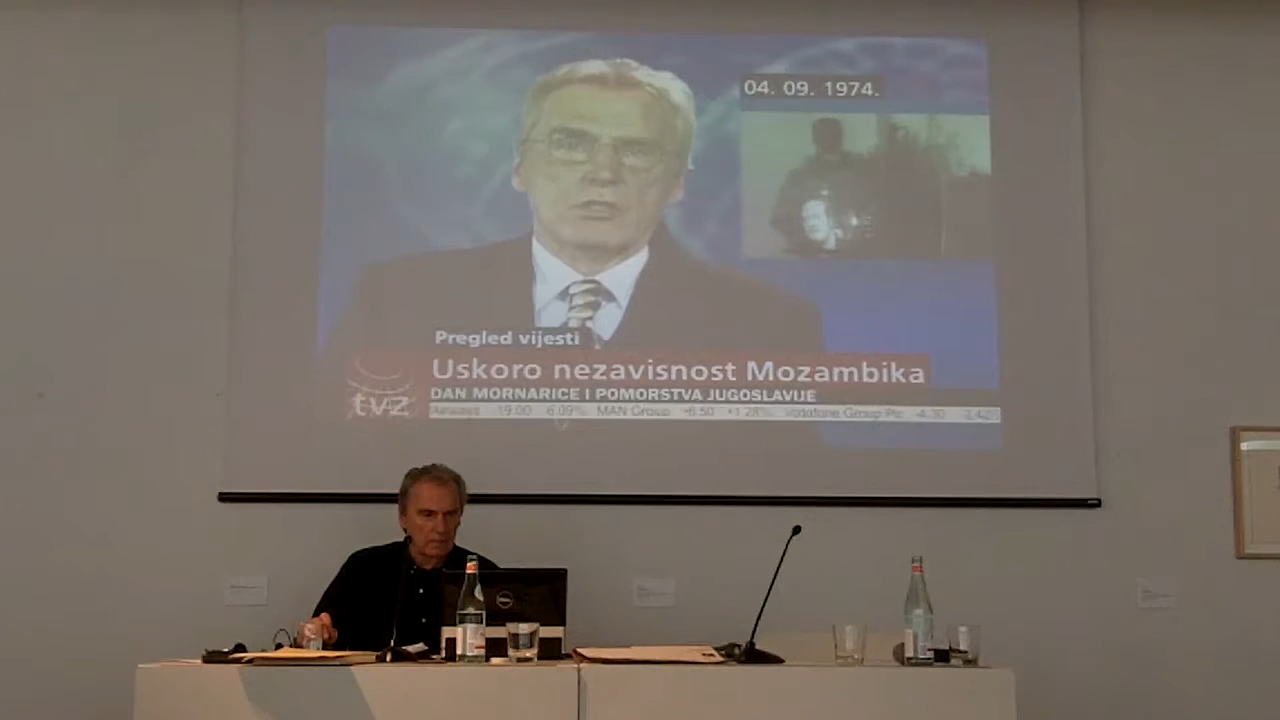 04. 09. 1974.
Pregled vijesti
Uskoro nezavisnost Mozambika
DAN MORNARICE I POMORSTVA JUGOSLAVIJE
tvz
Airways 19.00 6.09% MAN Group +6.50 +1.28% Vodafone Group Plc -4.30
DELL